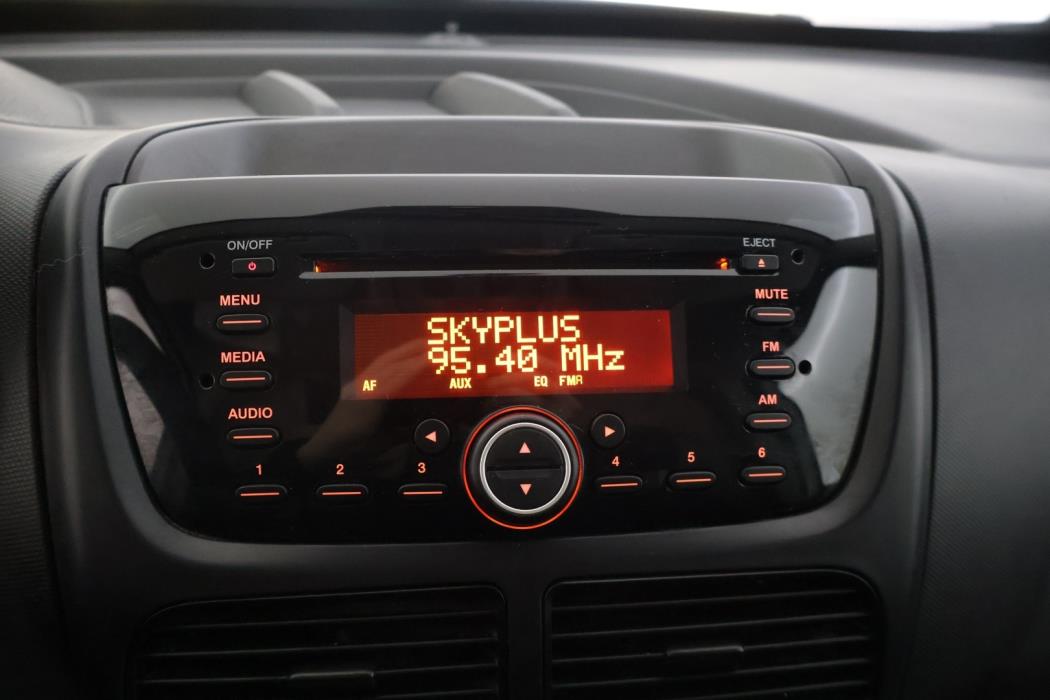 ON/OFF
EJECT
MENU
MUTE
SKYPLUS
MEDIA
FM
95.40 MHz
AF AUX EQ FMA
AUDIO
AM
1 2 3 4 5 6